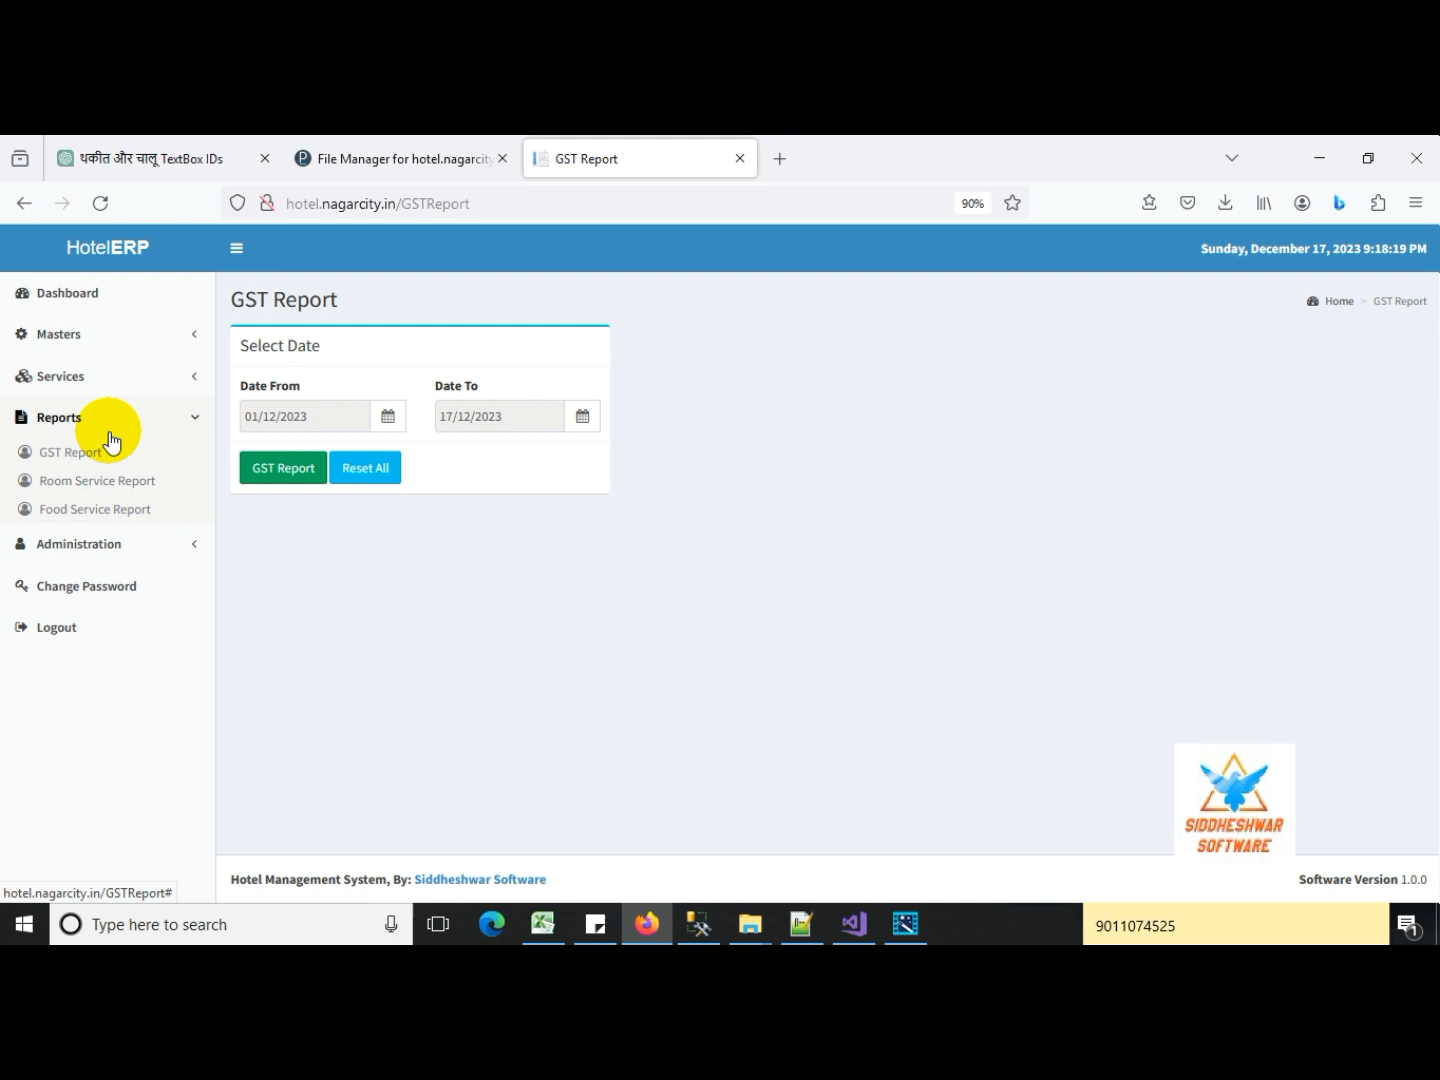 थकीत और चालू TextBox IDs
File Manager for hotel.nagarcity
GST Report
hotel.nagarcity.in/GSTReport
90%
HotelERP
Sunday, December 17, 2023 9:18:19 PM
Dashboard
Masters
Services
Reports
GST Report
Room Service Report
Food Service Report
Administration
Change Password
Logout
GST Report
Home > GST Report
Select Date
Date From
Date To
01/12/2023
17/12/2023
GST Report
Reset All
SIDDHESHWAR
SOFTWARE
Hotel Management System, By: Siddheshwar Software
Software Version 1.0.0
hotel.nagarcity.in/GSTReport#
Type here to search
9011074525
1